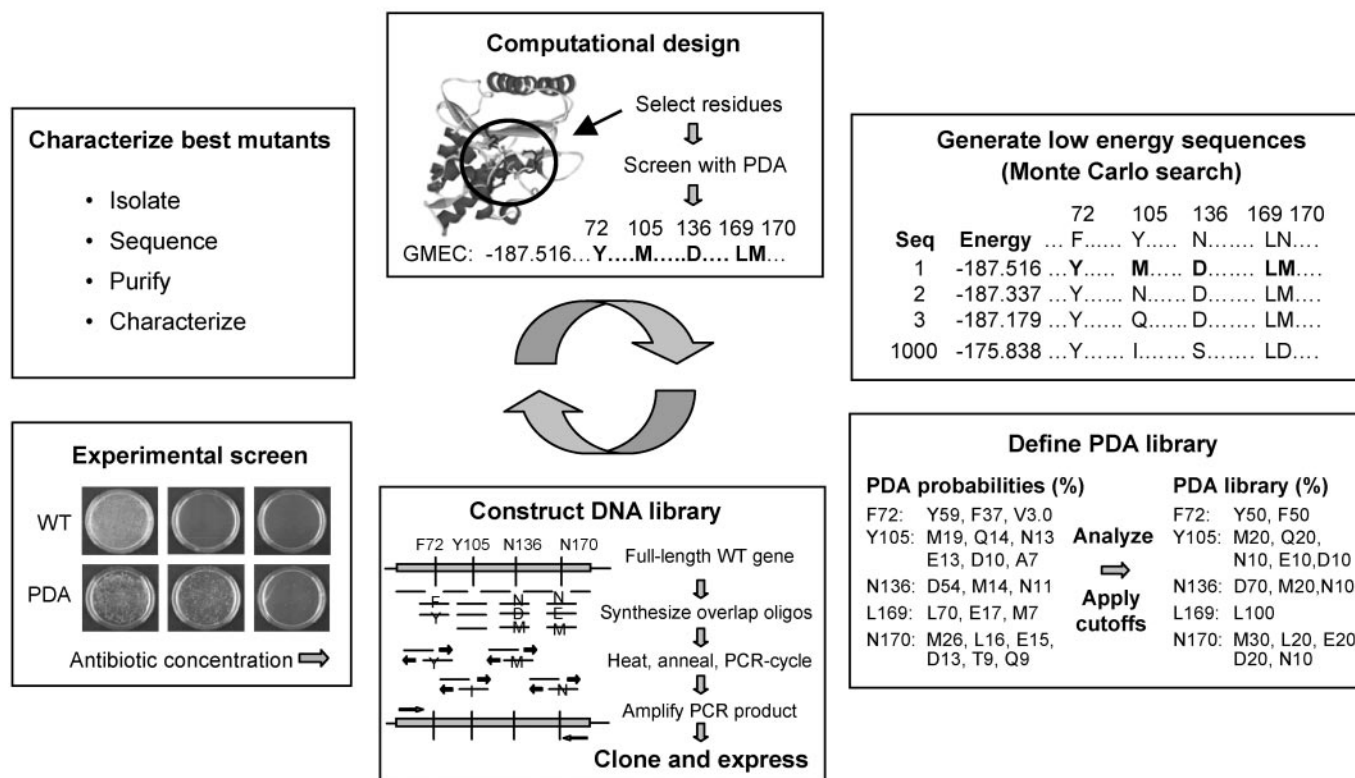 Computational design
Select residues
Screen with PDA
72 105 136 169 170
GMEC: -187.516...Y....M.....D.... LM...
Generate low energy sequences
(Monte Carlo search)
72 105 136 169 170
Seq Energy ... F...... Y..... N....... LN....
1 -187.516 ... Y..... M..... D....... LM....
2 -187.337 ... Y...... N...... D....... LM....
3 -187.179 ... Y...... Q...... D....... LM....
1000 -175.838 ... Y...... I....... S....... LD....
Define PDA library
PDA probabilities (%)
F72: Y59, F37, V3.0
Y105: M19, Q14, N13
E13, D10, A7
N136: D54, M14, N11
L169: L70, E17, M7
N170: M26, L16, E15,
D13, T9, Q9
Analyze
Apply
cutoffs
PDA library (%)
F72: Y50, F50
Y105: M20, Q20,
N10, E10,D10
N136: D70, M20,N10
L169: L100
N170: M30, L20, E20
D20, N10
Construct DNA library
F72 Y105 N136 N170
Full-length WT gene
F N N
Y D E
M M
Synthesize overlap oligos
Y M
Heat, anneal, PCR-cycle
I N
Amplify PCR product
Clone and express
Experimental screen
WT
PDA
Antibiotic concentration
Characterize best mutants
• Isolate
• Sequence
• Purify
• Characterize